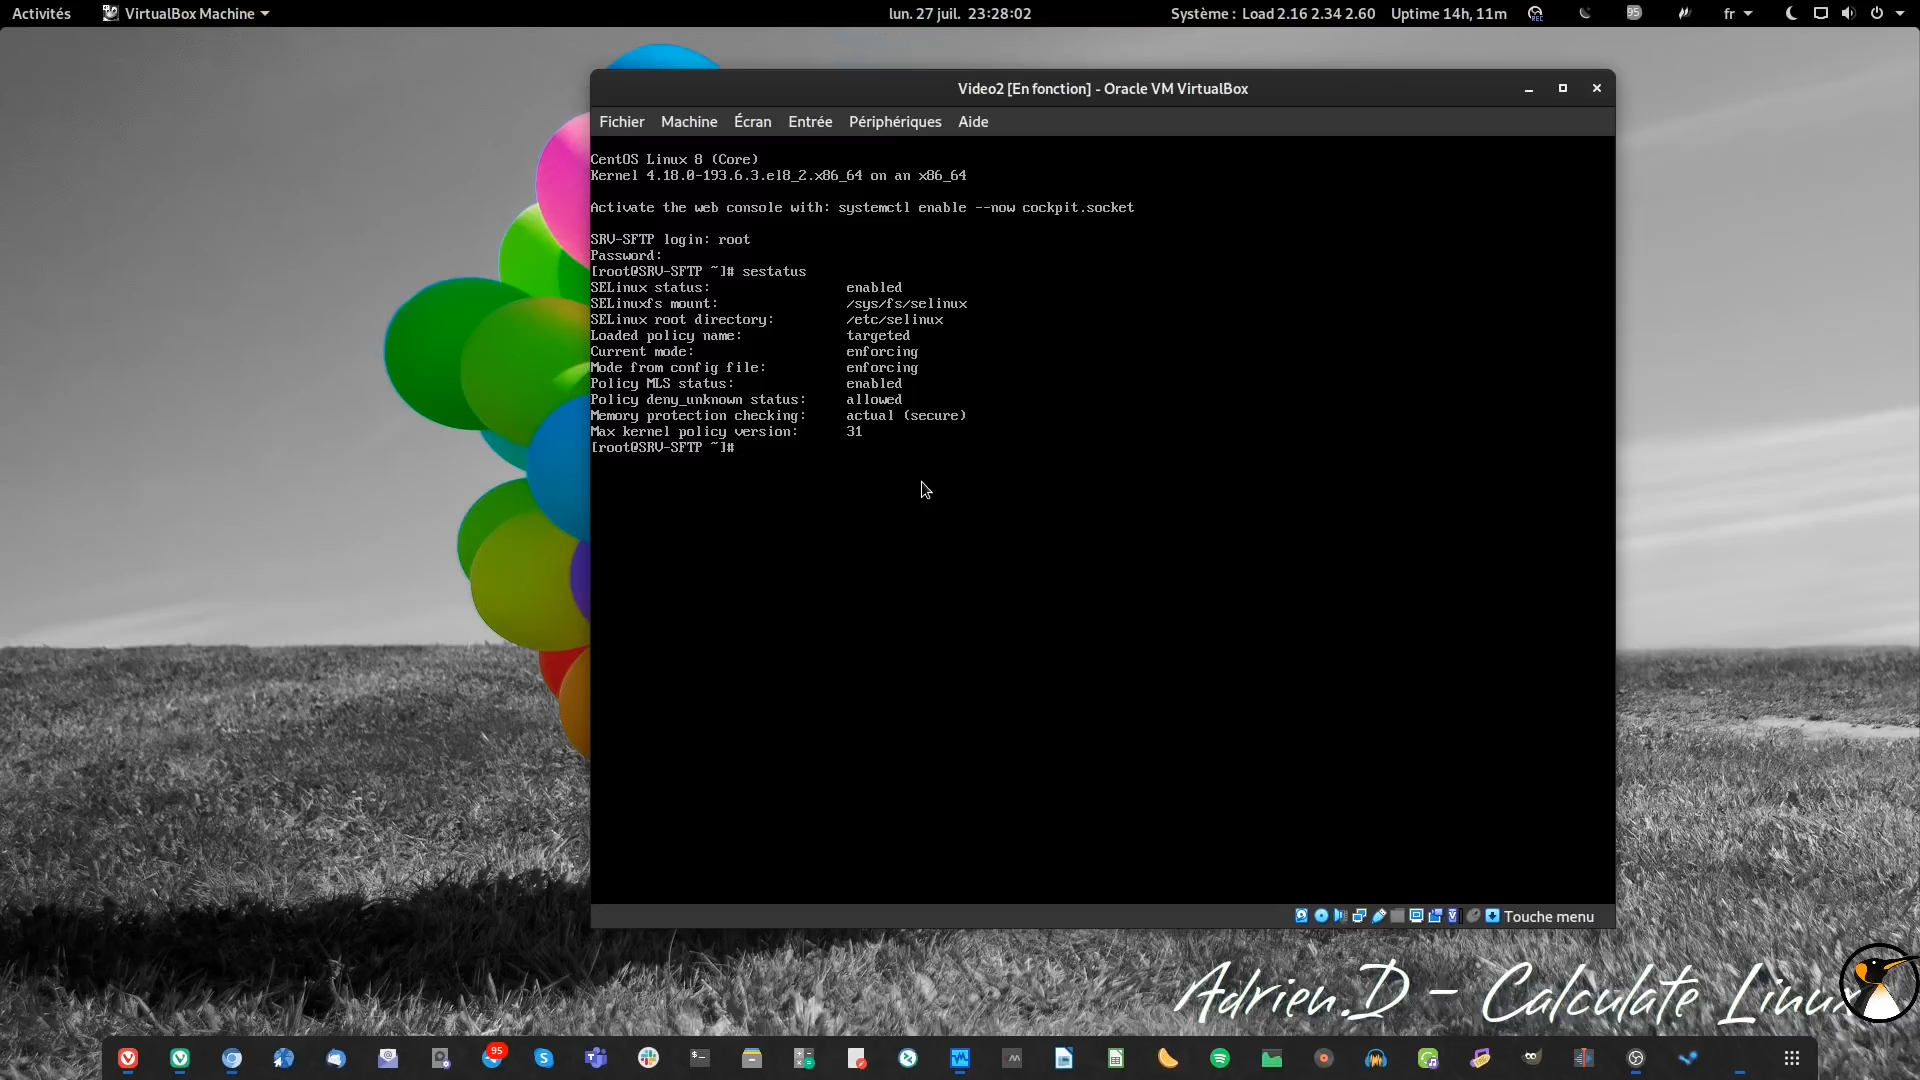 Activités VirtualBox Machine lun. 27 juil. 23:28:02 Système : Load 2.16 2.34 2.60 Uptime 14h, 11m REC 95 fr
Video2 [En fonction] - Oracle VM VirtualBox
Fichier Machine Écran Entrée Périphériques Aide
CentOS Linux 8 (Core)
Kernel 4.18.0-193.6.3.el8_2.x86_64 on an x86_64
Activate the web console with: systemctl enable --now cockpit.socket
SRV-SFTP login: root
Password:
[root@SRV-SFTP ~]# sestatus
SELinux status: enabled
SELinuxfs mount: /sys/fs/selinux
SELinux root directory: /etc/selinux
Loaded policy name: targeted
Current mode: enforcing
Mode from config file: enforcing
Policy MLS status: enabled
Policy deny_unknown status: allowed
Memory protection checking: actual (secure)
Max kernel policy version: 31
[root@SRV-SFTP ~]#
Touche menu
Adrien.D - Calculate Linux
95